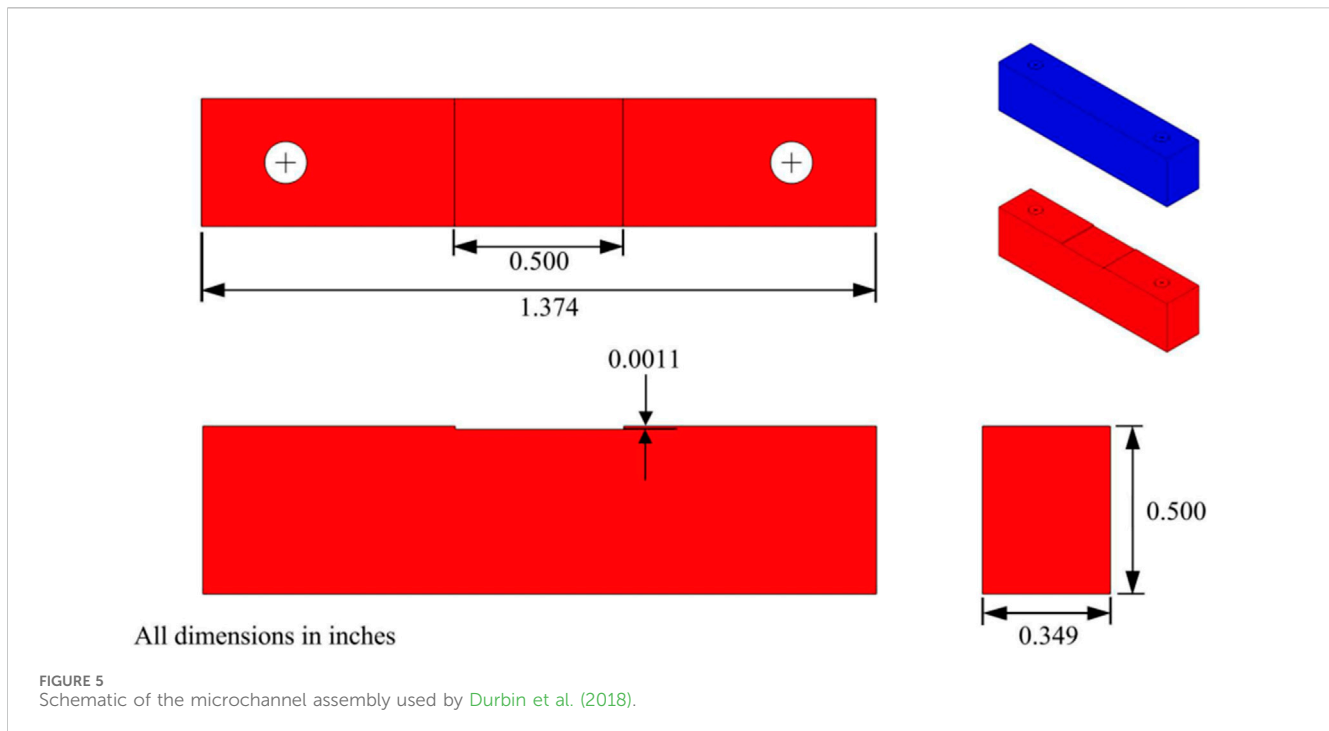 0.500
1.374
0.0011
0.500
0.349
All dimensions in inches
FIGURE 5
Schematic of the microchannel assembly used by Durbin et al. (2018).